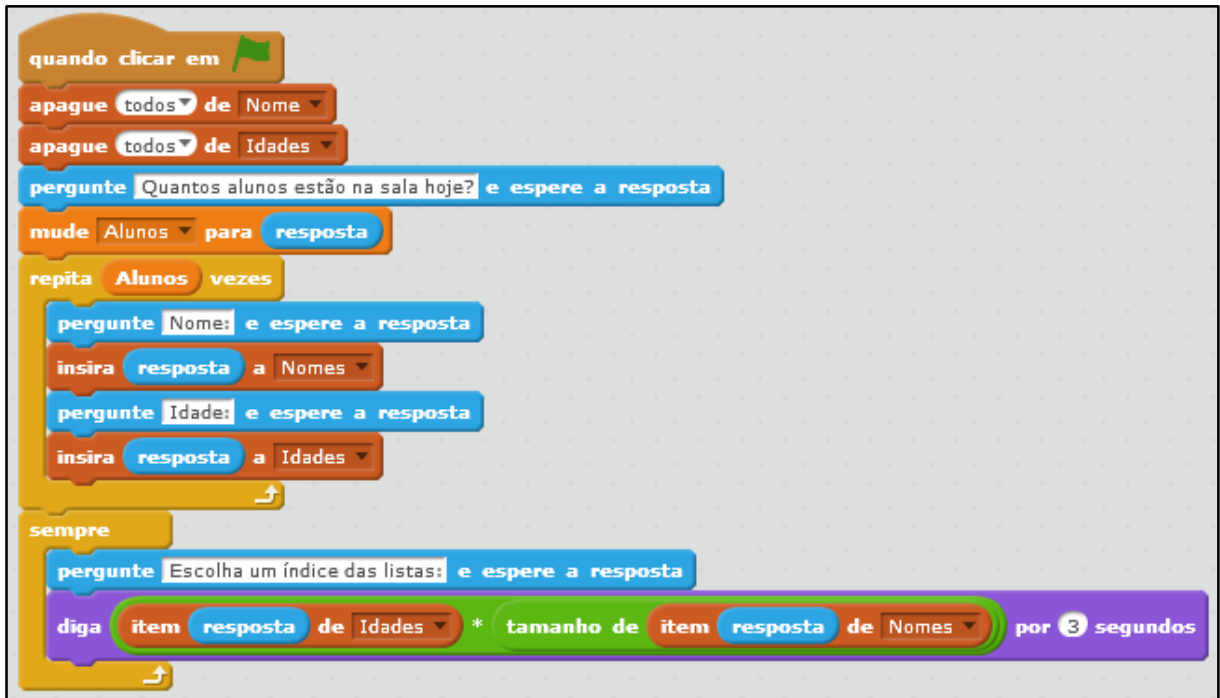 quando clicar em
apague todos de Nome
apague todos de Idades
pergunte Quantos alunos estão na sala hoje? e espere a resposta
mude Alunos para resposta
repita Alunos vezes
pergunte Nome: e espere a resposta
insira resposta a Nomes
pergunte Idade: e espere a resposta
insira resposta a Idades
sempre
pergunte Escolha um índice das listas: e espere a resposta
diga item resposta de Idades * tamanho de item resposta de Nomes por 3 segundos